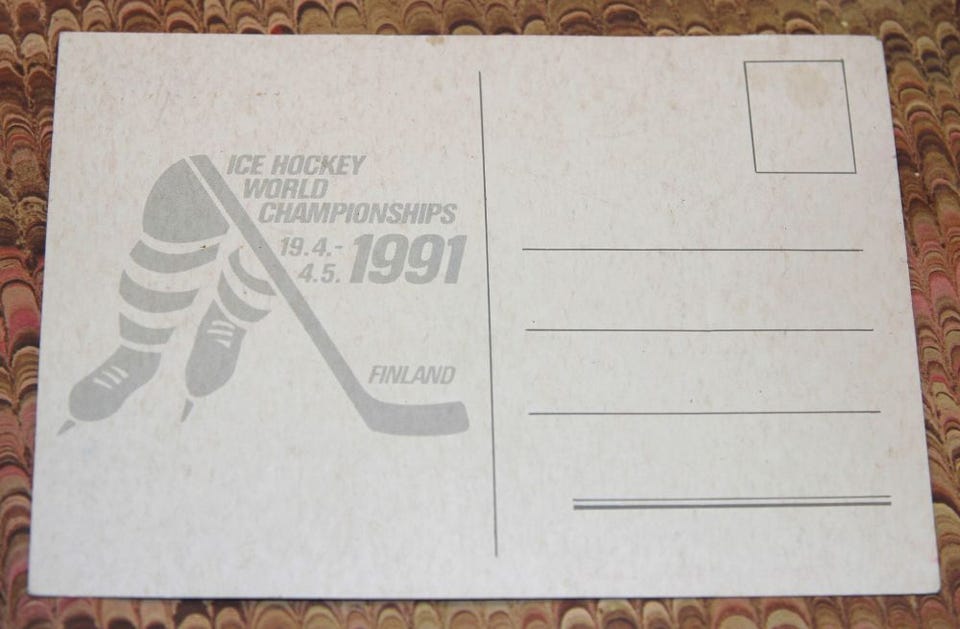 ICE HOCKEY
WORLD
CHAMPIONSHIPS
19.4.- 1991
4.5.
FINLAND